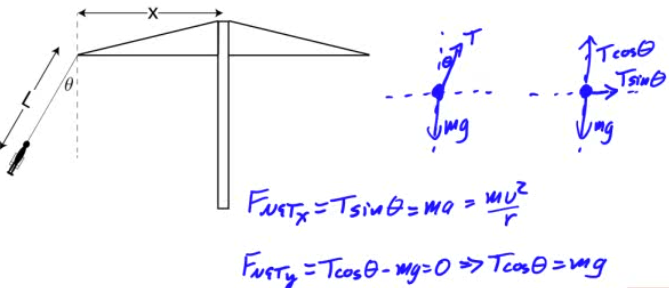 X
L
θ
θ T
mg
Tcosθ
Tsinθ
mg
F_NETx = Tsinθ = ma = mv²/r
F_NETy = Tcosθ - mg = 0 => Tcosθ = mg